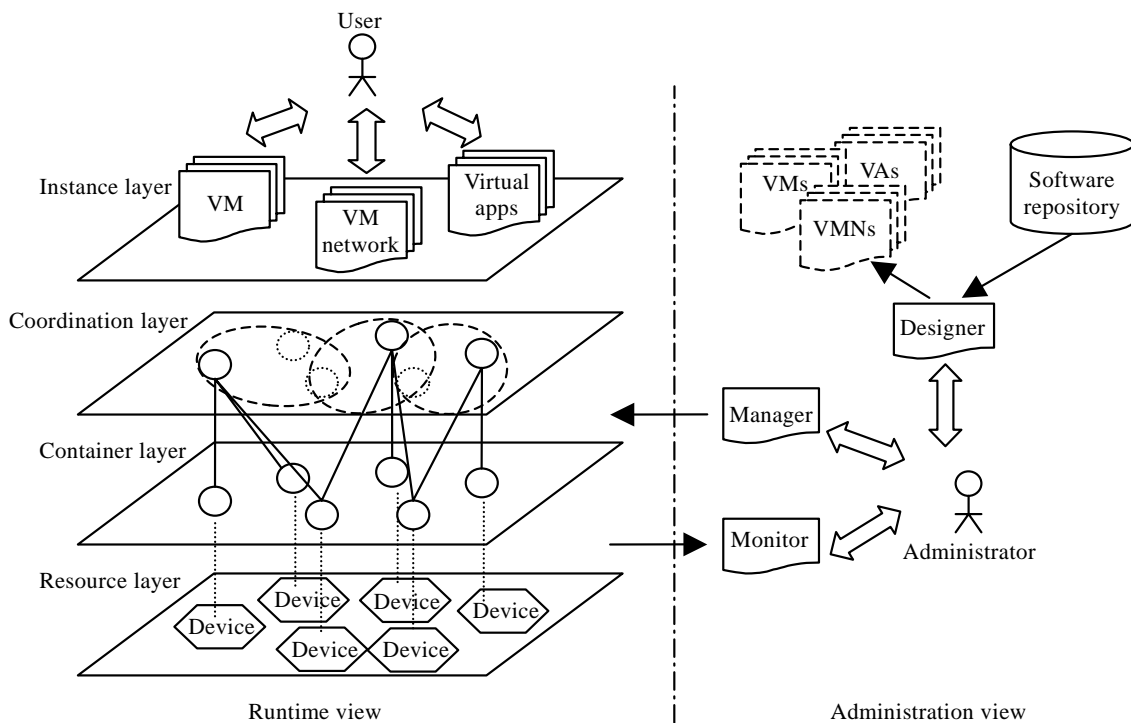 User
Instance layer
VM
VM
network
Virtual
apps
VMs
VAs
VMNs
Software
repository
Coordination layer
Designer
Manager
Container layer
Monitor
Administrator
Resource layer
Device
Device
Device
Device
Device
Device
Runtime view
Administration view